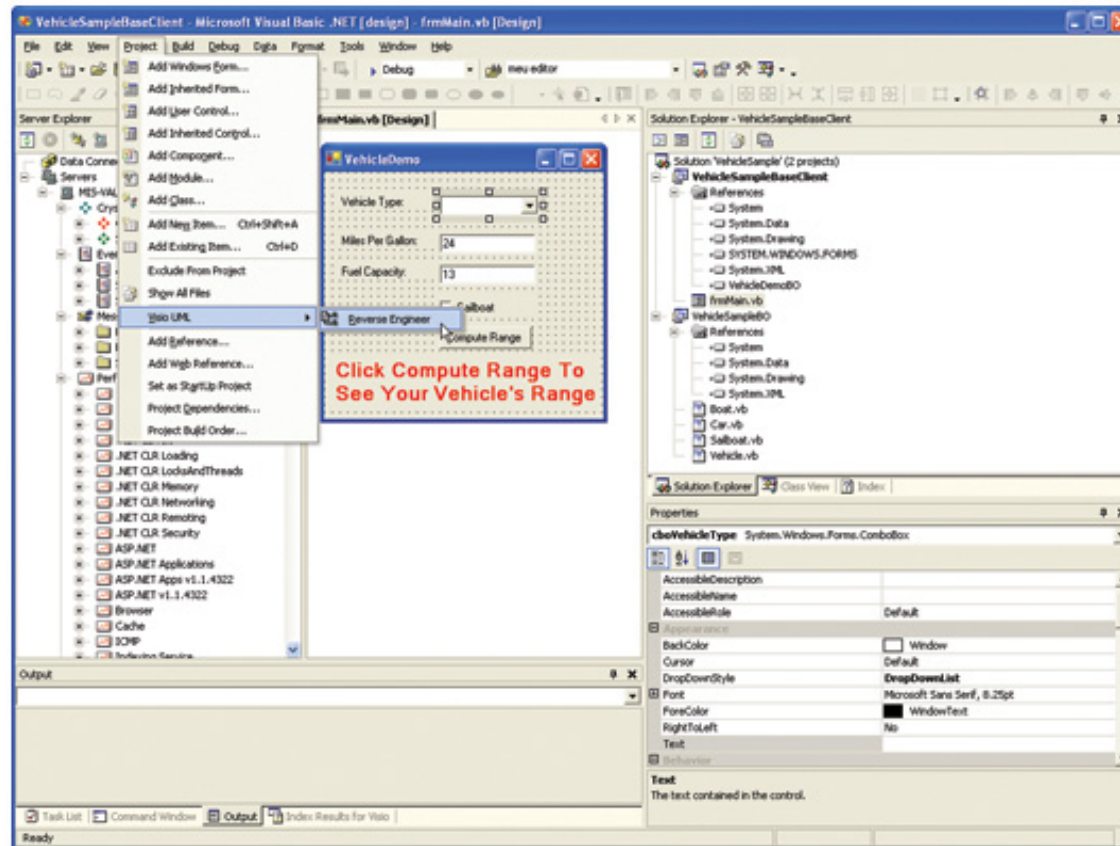 VehicleSampleBaseClient - Microsoft Visual Basic .NET [design] - frmMain.vb [Design]
File Edit View Project Build Debug Data Format Tools Window Help
Debug meu editor
Server Explorer
Data Conne
Servers
MIS-VAL
Crys
Even
Mess
Perf
.NET CLR Loading
.NET CLR LocksAndThreads
.NET CLR Memory
.NET CLR Networking
.NET CLR Remoting
.NET CLR Security
ASP.NET
ASP.NET Applications
ASP.NET Apps v1.1.4322
ASP.NET v1.1.4322
Browser
Cache
ICMP
Indexing Service
Add Windows Form...
Add Inherited Form...
Add User Control...
Add Inherited Control...
Add Component...
Add Module...
Add Class...
Add New Item... Ctrl+Shift+A
Add Existing Item... Ctrl+D
Exclude From Project
Show All Files
Visio UML
Add Reference...
Add Web Reference...
Set as StartUp Project
Project Dependencies...
Project Build Order...
Reverse Engineer
frmMain.vb [Design]
VehicleDemo
Vehicle Type:
Miles Per Gallon: 24
Fuel Capacity: 13
Sailboat
Compute Range
Click Compute Range To
See Your Vehicle's Range
Solution Explorer - VehicleSampleBaseClient
Solution 'VehicleSample' (2 projects)
VehicleSampleBaseClient
References
System
System.Data
System.Drawing
SYSTEM.WINDOWS.FORMS
System.XML
VehicleDemoBO
frmMain.vb
VehicleSampleBO
References
System
System.Data
System.Drawing
System.XML
Boat.vb
Car.vb
Sailboat.vb
Vehicle.vb
Solution Explorer Class View Index
Properties
cboVehicleType System.Windows.Forms.ComboBox
AccessibleDescription
AccessibleName
AccessibleRole Default
Appearance
BackColor Window
Cursor Default
DropDownStyle DropDownList
Font Microsoft Sans Serif, 8.25pt
ForeColor WindowText
RightToLeft No
Text
Behavior
Text
The text contained in the control.
Output
Task List Command Window Output Index Results for Visio
Ready